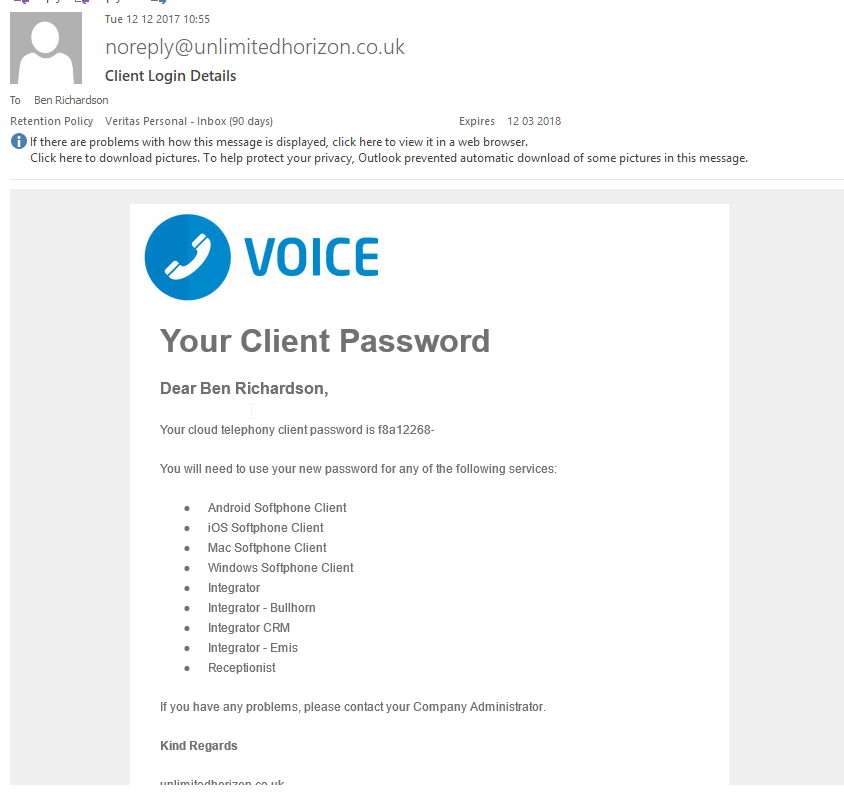 Tue 12 12 2017 10:55
noreply@unlimitedhorizon.co.uk
Client Login Details
To Ben Richardson
Retention Policy Veritas Personal - Inbox (90 days) Expires 12 03 2018
If there are problems with how this message is displayed, click here to view it in a web browser.
Click here to download pictures. To help protect your privacy, Outlook prevented automatic download of some pictures in this message.
VOICE
Your Client Password
Dear Ben Richardson,
Your cloud telephony client password is f8a12268-
You will need to use your new password for any of the following services:
• Android Softphone Client
• iOS Softphone Client
• Mac Softphone Client
• Windows Softphone Client
• Integrator
• Integrator - Bullhorn
• Integrator CRM
• Integrator - Emis
• Receptionist
If you have any problems, please contact your Company Administrator.
Kind Regards
unlimitedhorizon.co.uk